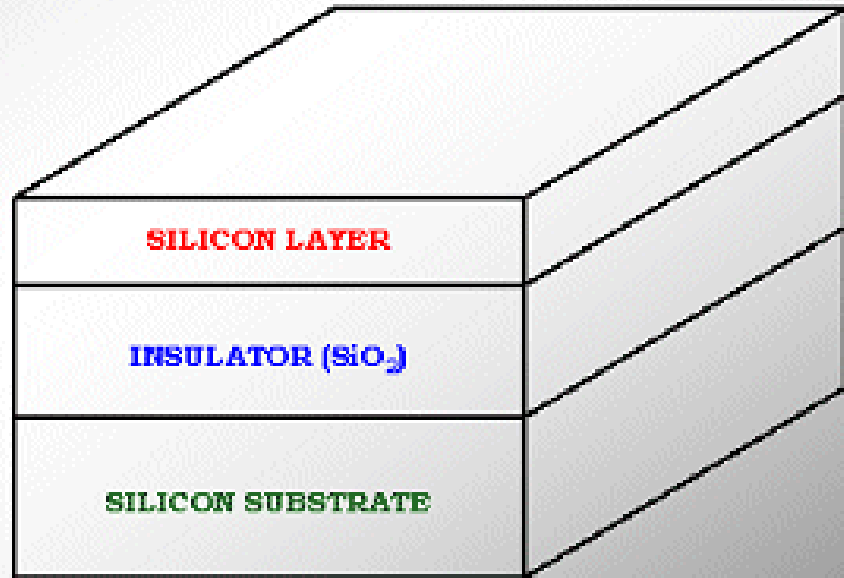 SILICON LAYER
INSULATOR (SiO₂)
SILICON SUBSTRATE